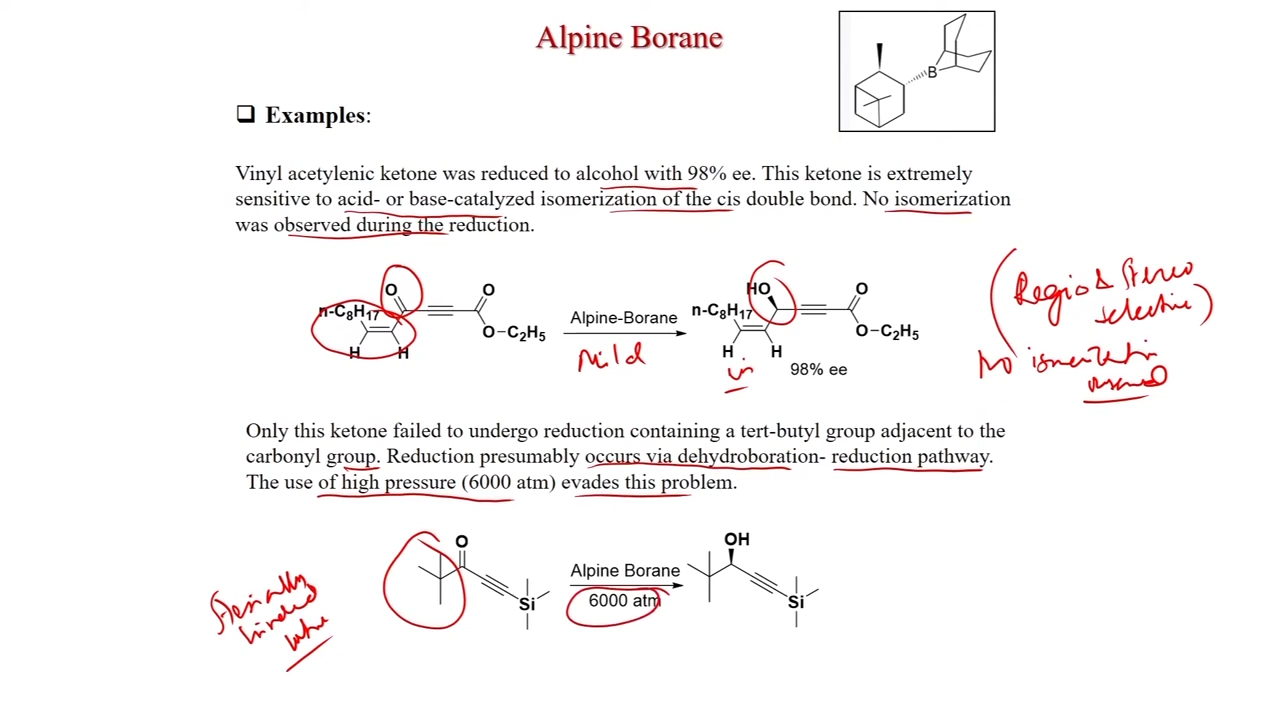 Alpine Borane
B
❑ Examples:
Vinyl acetylenic ketone was reduced to alcohol with 98% ee. This ketone is extremely
sensitive to acid- or base-catalyzed isomerization of the cis double bond. No isomerization
was observed during the reduction.
O
n-C8H17
O
O–C2H5
H
H
Alpine-Borane
Mild
HO
n-C8H17
O
O–C2H5
H
H
98% ee
(Regio & Stereo
selective)
No
Only this ketone failed to undergo reduction containing a tert-butyl group adjacent to the
carbonyl group. Reduction presumably occurs via dehydroboration- reduction pathway.
The use of high pressure (6000 atm) evades this problem.
O
Si
Alpine Borane
6000 atm
OH
Si
Sterically